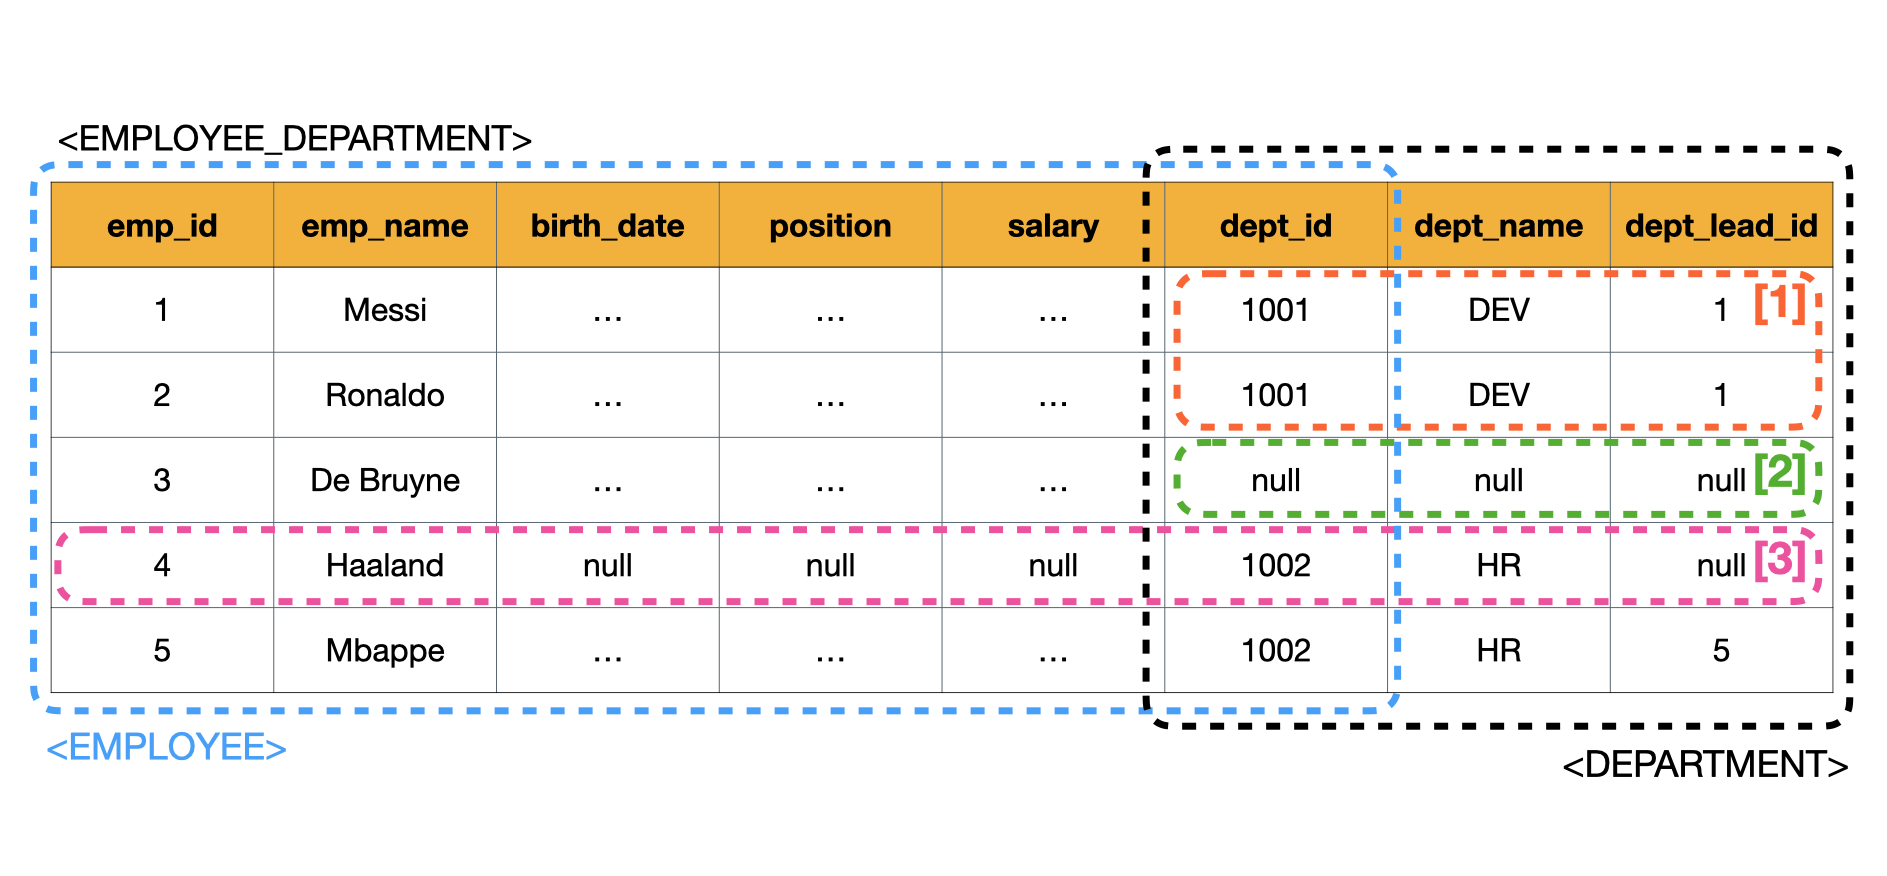 <EMPLOYEE_DEPARTMENT>
emp_id emp_name birth_date position salary dept_id dept_name dept_lead_id
1 Messi ... ... ... 1001 DEV 1 [1]
2 Ronaldo ... ... ... 1001 DEV 1
3 De Bruyne ... ... ... null null null [2]
4 Haaland null null null 1002 HR null [3]
5 Mbappe ... ... ... 1002 HR 5
<EMPLOYEE>
<DEPARTMENT>